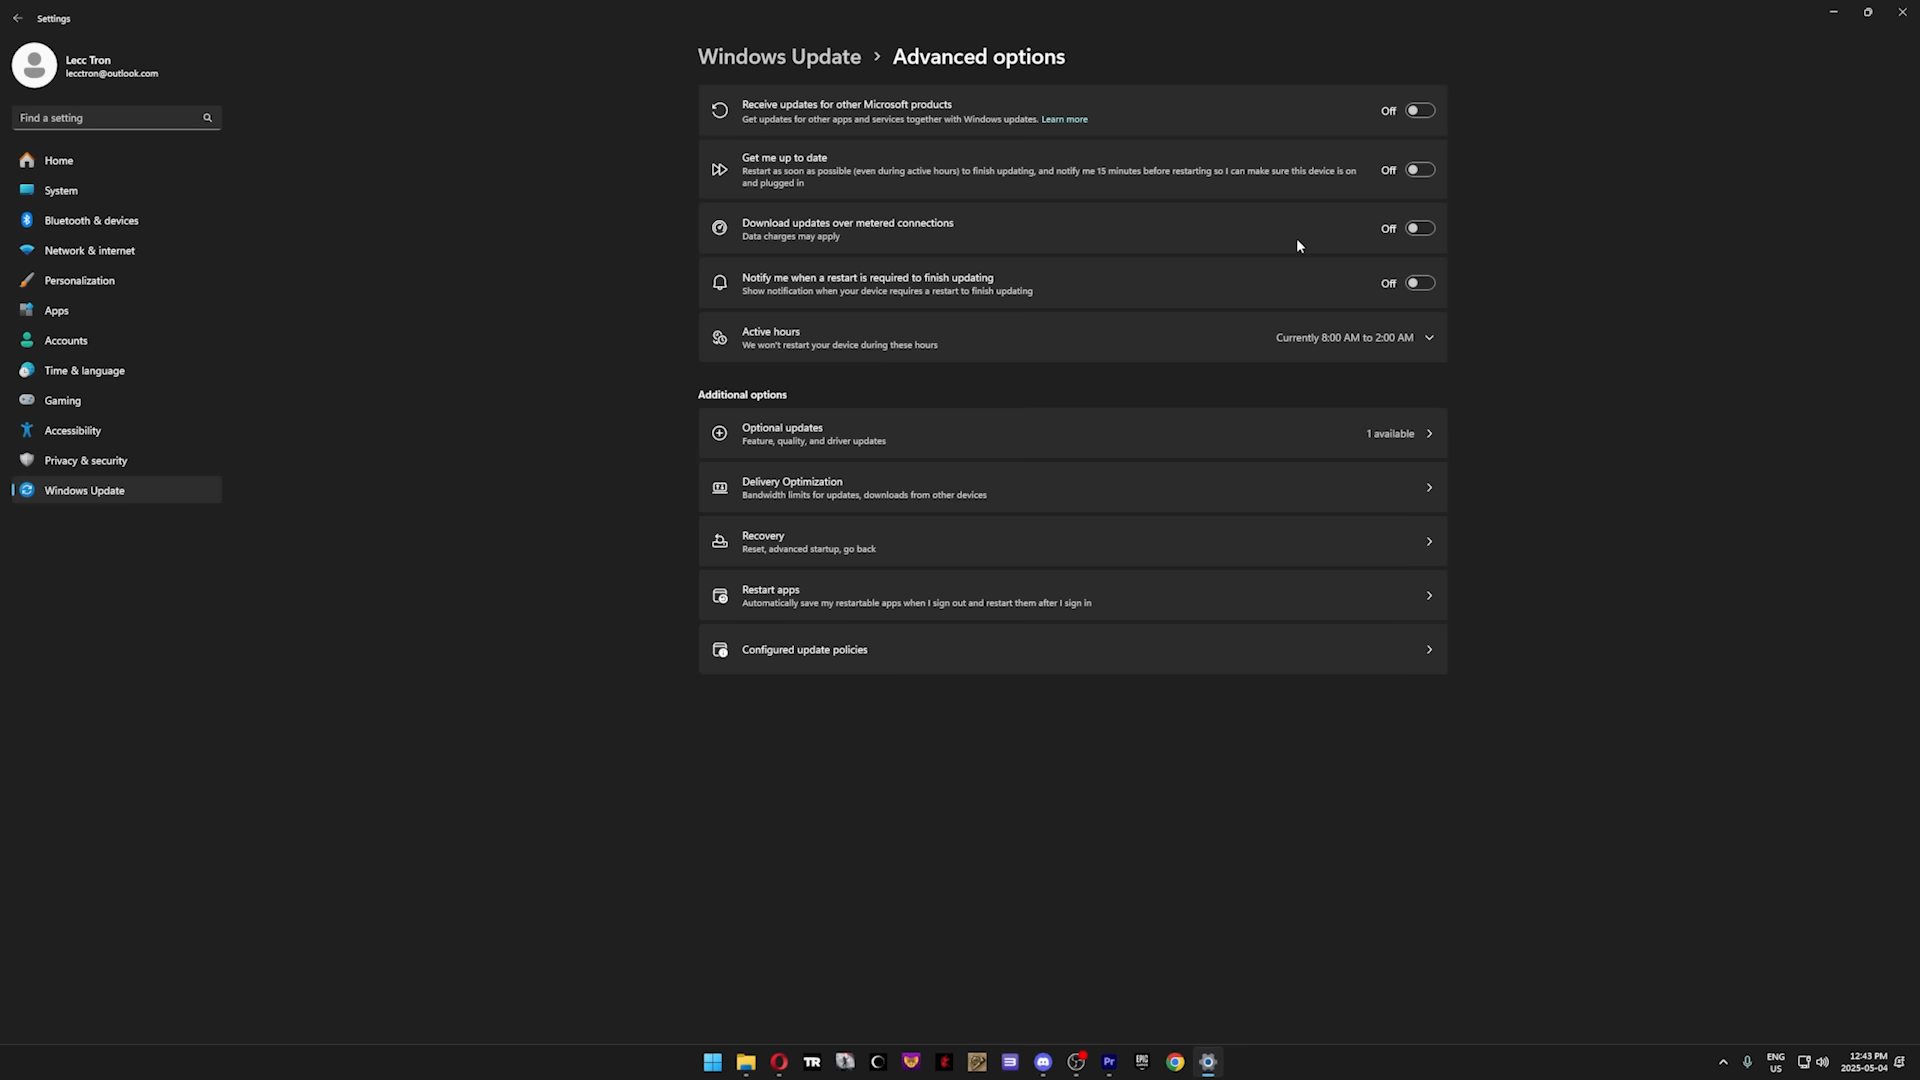 Settings
Lecc Tron
lecctron@outlook.com
Find a setting
Home
System
Bluetooth & devices
Network & internet
Personalization
Apps
Accounts
Time & language
Gaming
Accessibility
Privacy & security
Windows Update
Windows Update > Advanced options
Receive updates for other Microsoft products
Get updates for other apps and services together with Windows updates. Learn more
Off
Get me up to date
Restart as soon as possible (even during active hours) to finish updating, and notify me 15 minutes before restarting so I can make sure this device is on
and plugged in
Off
Download updates over metered connections
Data charges may apply
Off
Notify me when a restart is required to finish updating
Show notification when your device requires a restart to finish updating
Off
Active hours
We won't restart your device during these hours
Currently 8:00 AM to 2:00 AM
Additional options
Optional updates
Feature, quality, and driver updates
1 available
Delivery Optimization
Bandwidth limits for updates, downloads from other devices
Recovery
Reset, advanced startup, go back
Restart apps
Automatically save my restartable apps when I sign out and restart them after I sign in
Configured update policies
TR
Pr
EPIC
ENG
US
12:43 PM
2025-05-04